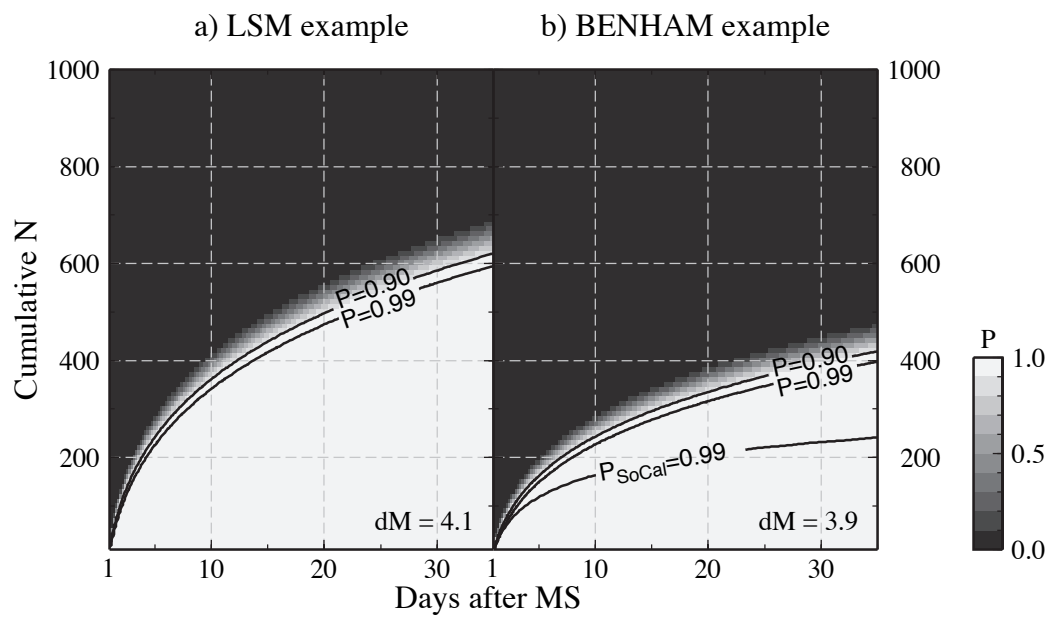 a) LSM example
b) BENHAM example
1000
800
600
400
200
Cumulative N
P=0.90
P=0.99
dM = 4.1
1
10
20
30
P=0.90
P=0.99
PSoCal=0.99
dM = 3.9
1
10
20
30
Days after MS
1000
800
600
400
200
P
1.0
0.5
0.0